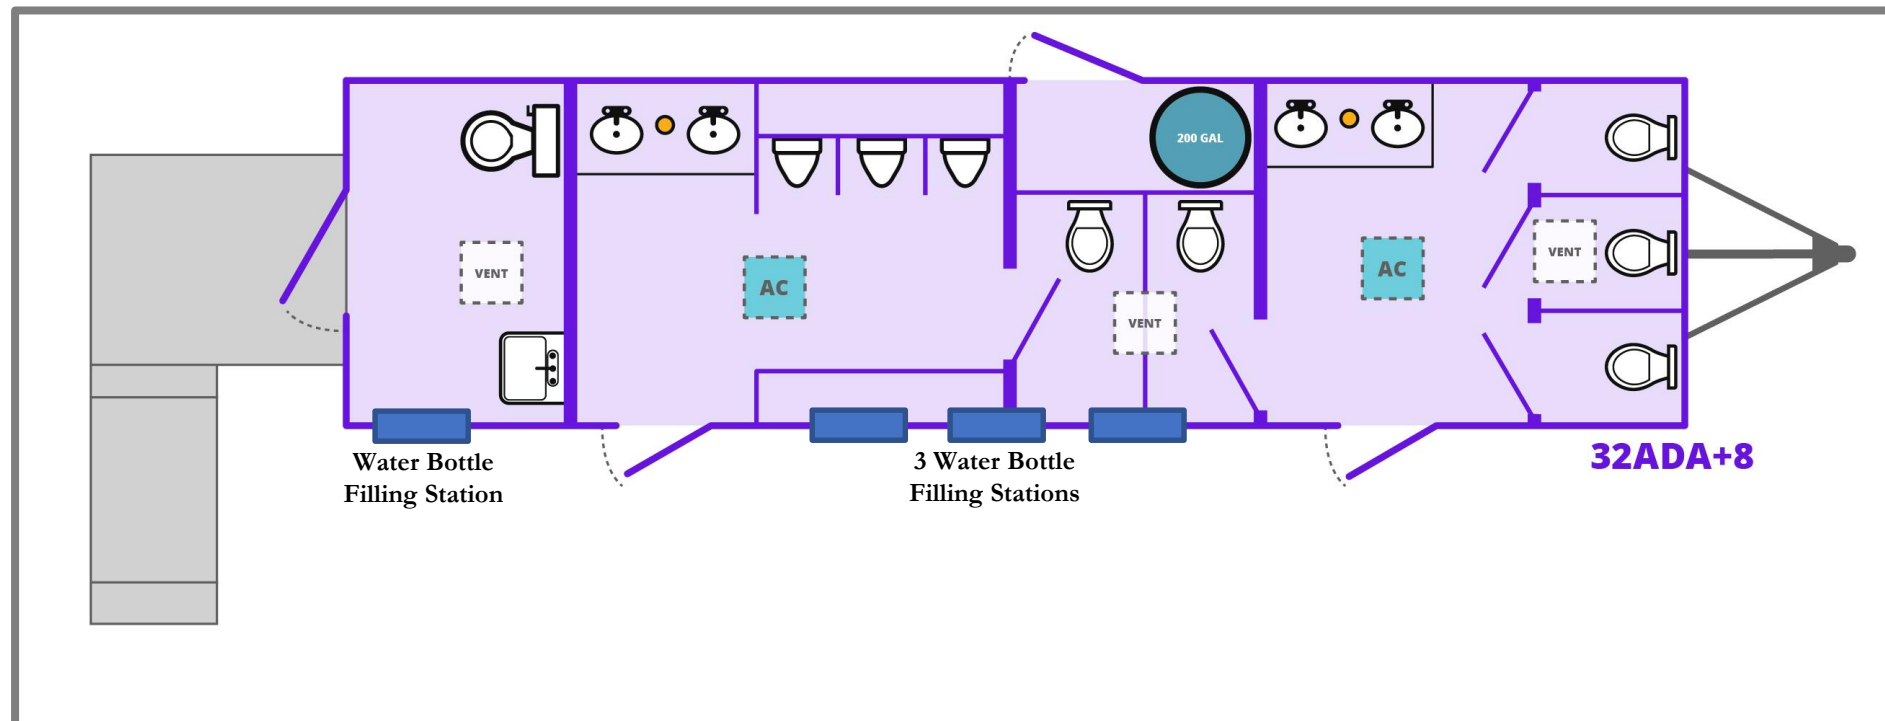 200 GAL
VENT
AC
VENT
AC
VENT
32ADA+8
Water Bottle
Filling Station
3 Water Bottle
Filling Stations